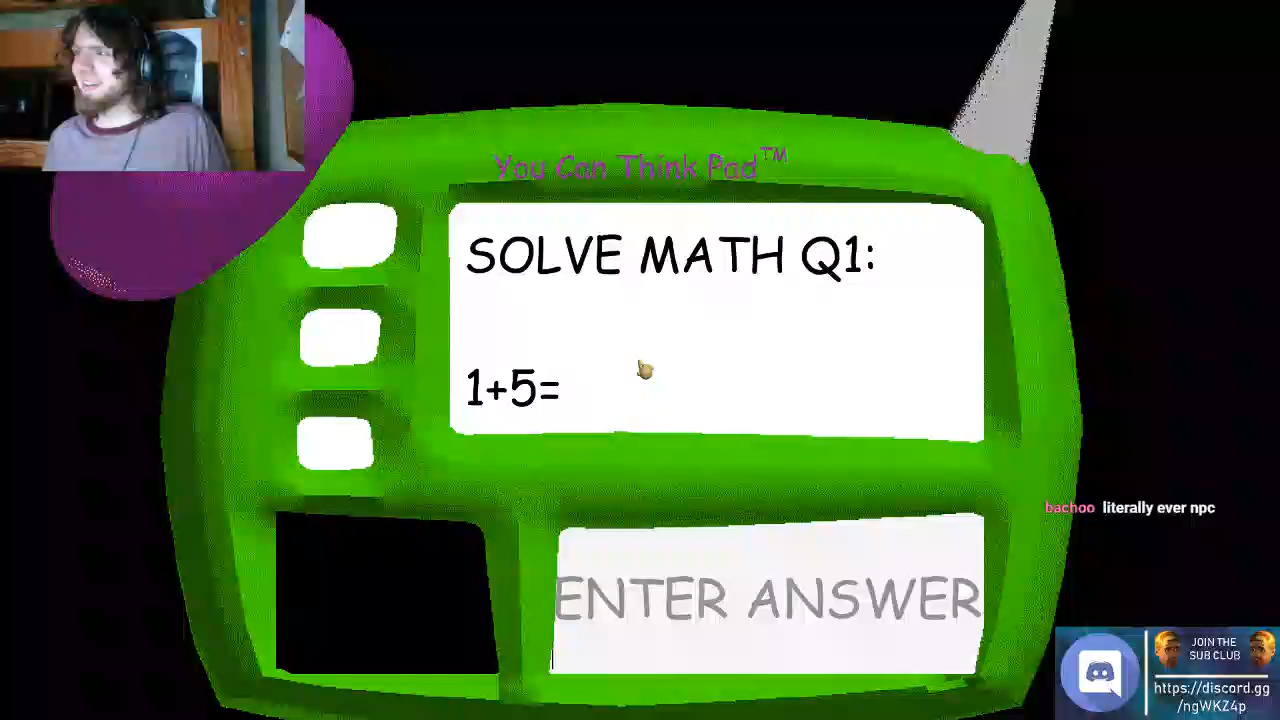 You Can Think Pad™
SOLVE MATH Q1:
1+5=
bachoo literally ever npc
ENTER ANSWER
JOIN THE
SUB CLUB
https://discord.gg
/ngWKZ4p